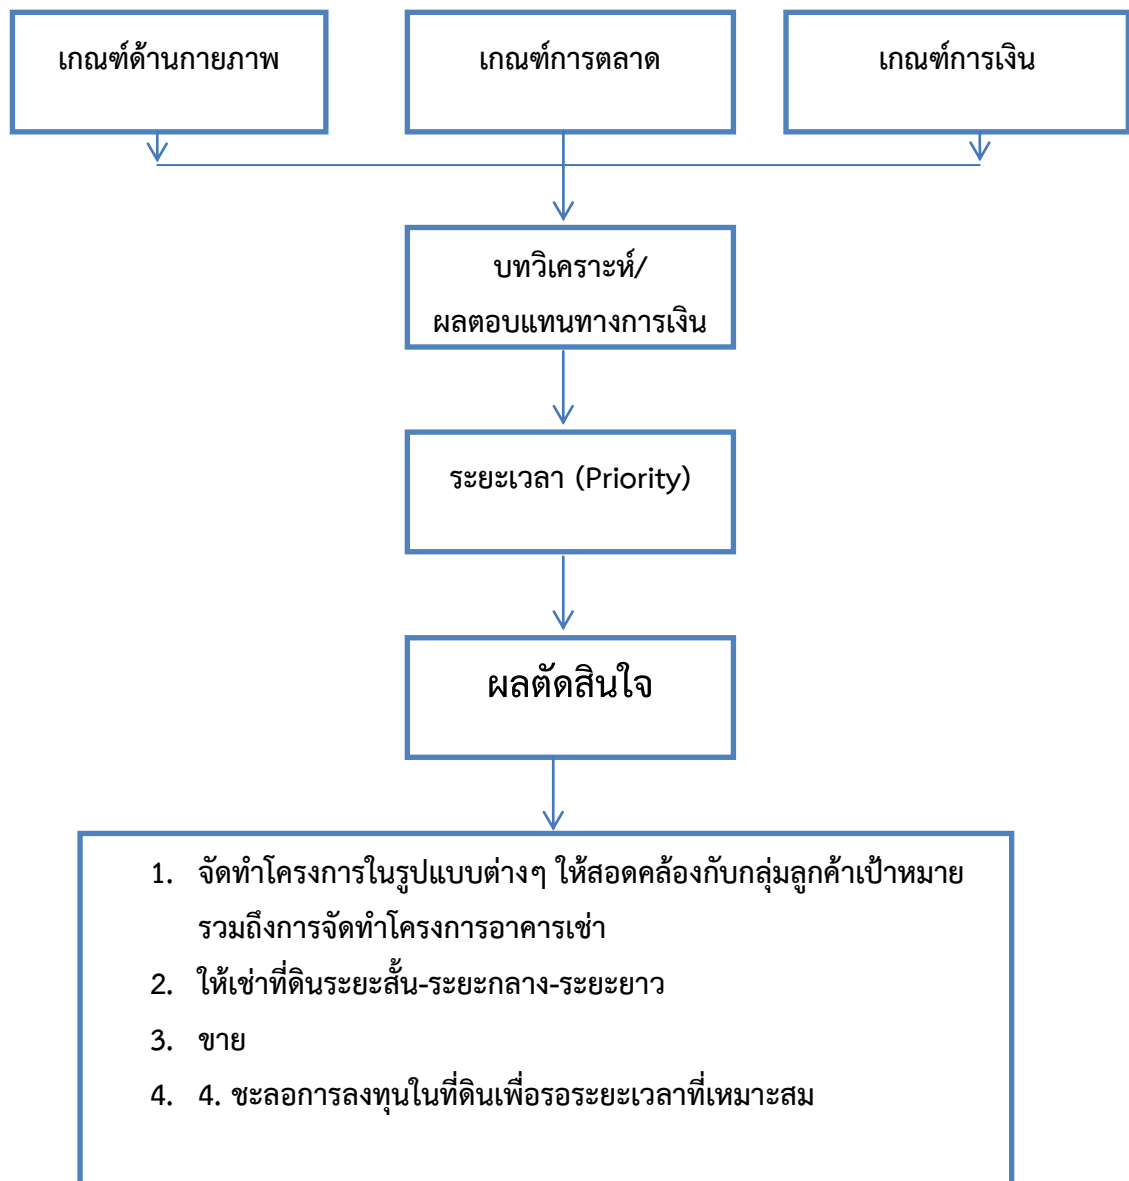 เกณฑ์ด้านกายภาพ
เกณฑ์การตลาด
เกณฑ์การเงิน
บทวิเคราะห์/
ผลตอบแทนทางการเงิน
ระยะเวลา (Priority)
ผลตัดสินใจ
1. จัดทำโครงการในรูปแบบต่างๆ ให้สอดคล้องกับกลุ่มลูกค้าเป้าหมาย
รวมถึงการจัดทำโครงการอาคารเช่า
2. ให้เช่าที่ดินระยะสั้น-ระยะกลาง-ระยะยาว
3. ขาย
4. 4. ชะลอการลงทุนในที่ดินเพื่อรอระยะเวลาที่เหมาะสม